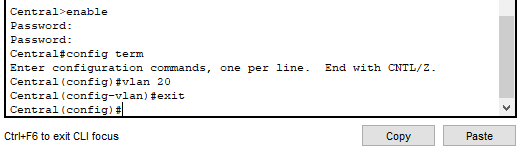 Central>enable
Password:
Password:
Central#config term
Enter configuration commands, one per line.  End with CNTL/Z.
Central(config)#vlan 20
Central(config-vlan)#exit
Central(config)#
Ctrl+F6 to exit CLI focus
Copy
Paste